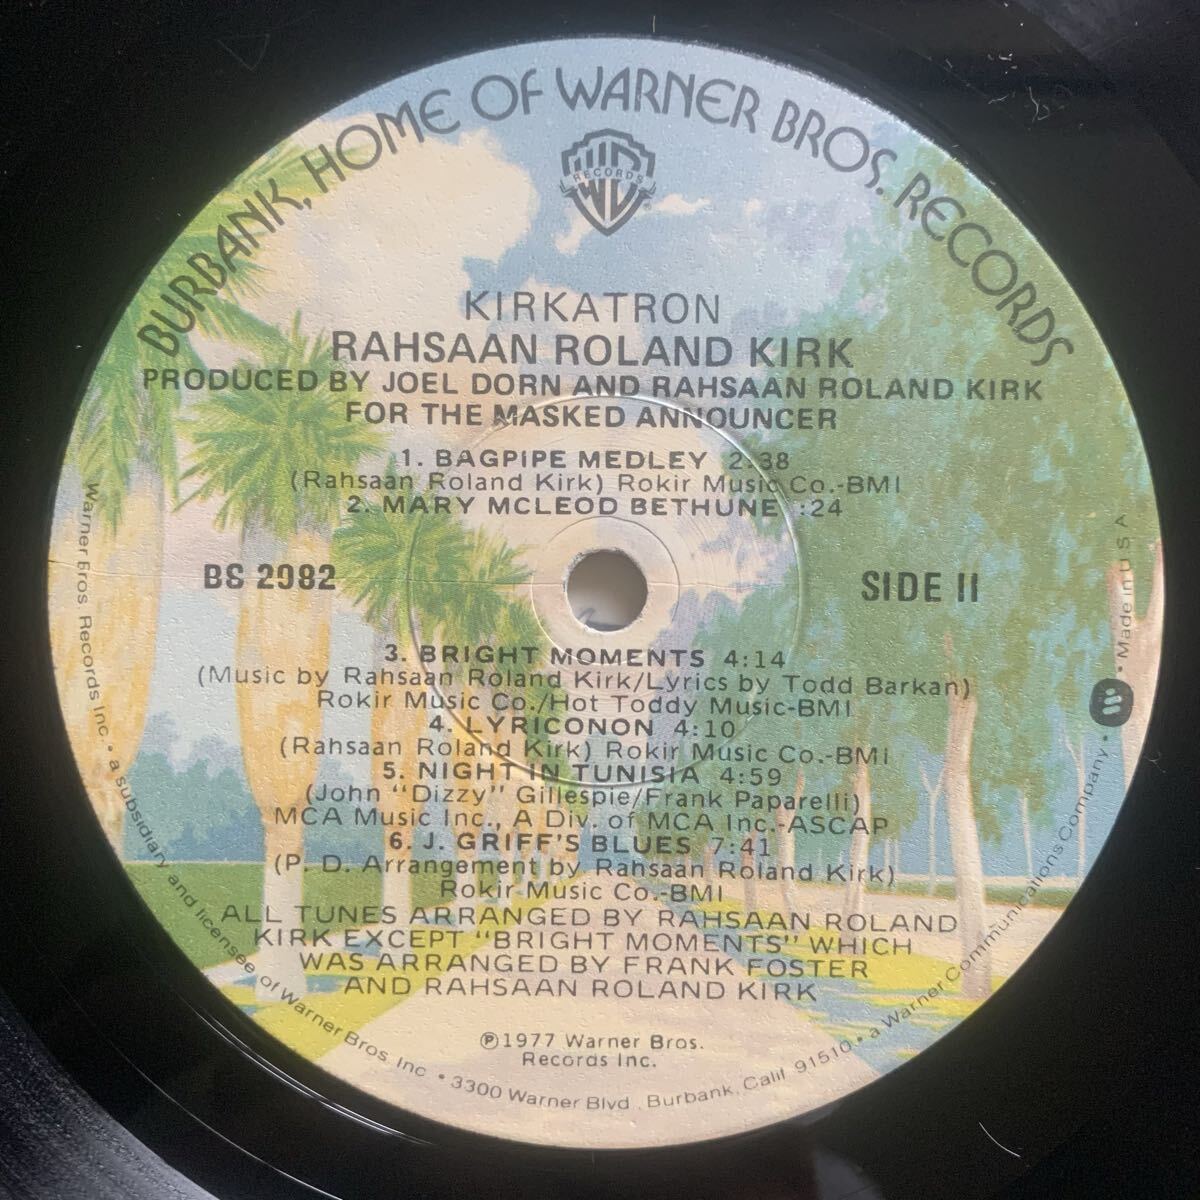 BURBANK, HOME OF WARNER BROS. RECORDS
RECORDS
KIRKATRON
RAHSAAN ROLAND KIRK
PRODUCED BY JOEL DORN AND RAHSAAN ROLAND KIRK
FOR THE MASKED ANNOUNCER
1. BAGPIPE MEDLEY 2:38
(Rahsaan Roland Kirk) Rokir Music Co.-BMI
2. MARY MCLEOD BETHUNE :24
BS 2982
SIDE II
3. BRIGHT MOMENTS 4:14
(Music by Rahsaan Roland Kirk/Lyrics by Todd Barkan)
Rokir Music Co./Hot Toddy Music-BMI
4. LYRICONON 4:10
(Rahsaan Roland Kirk) Rokir Music Co.-BMI
5. NIGHT IN TUNISIA 4:59
(John "Dizzy" Gillespie/Frank Paparelli)
MCA Music Inc., A Div. of MCA Inc.-ASCAP
6. J. GRIFF'S BLUES 7:41
(P. D. Arrangement by Rahsaan Roland Kirk)
Rokir Music Co.-BMI
ALL TUNES ARRANGED BY RAHSAAN ROLAND
KIRK EXCEPT "BRIGHT MOMENTS" WHICH
WAS ARRANGED BY FRANK FOSTER
AND RAHSAAN ROLAND KIRK
℗1977 Warner Bros.
Records Inc.
Warner Bros. Records Inc. • a subsidiary and licensee of Warner Bros. Inc • 3300 Warner Blvd., Burbank, Calif 91510 • a Warner Communications Company • Made in U S A